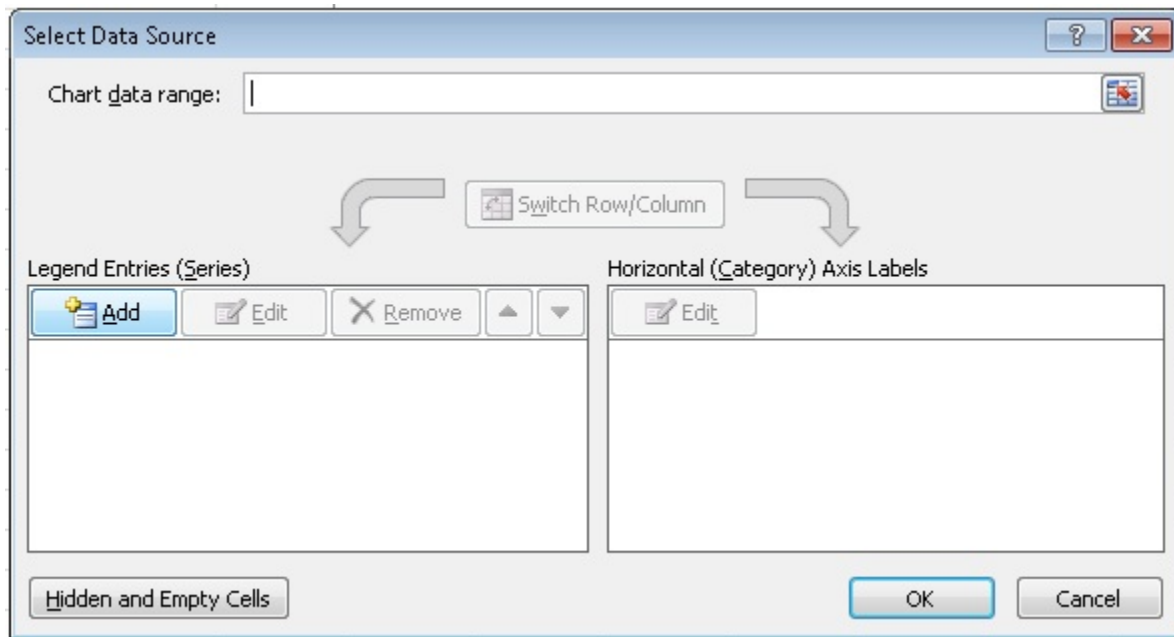 Select Data Source
Chart data range:
Switch Row/Column
Legend Entries (Series)
Horizontal (Category) Axis Labels
Add Edit Remove
Edit
Hidden and Empty Cells
OK Cancel